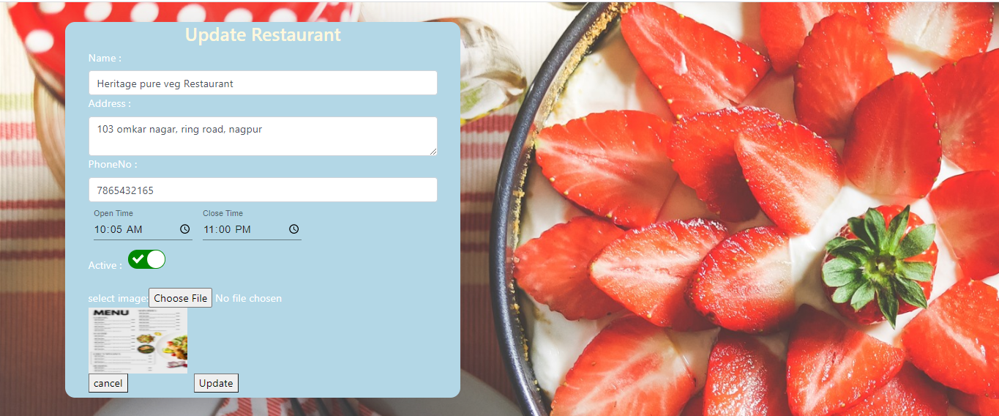 Update Restaurant
Name :
Heritage pure veg Restaurant
Address :
103 omkar nagar, ring road, nagpur
PhoneNo :
7865432165
Open Time Close Time
10:05 AM 11:00 PM
Active :
select image: Choose File No file chosen
MENU
cancel Update